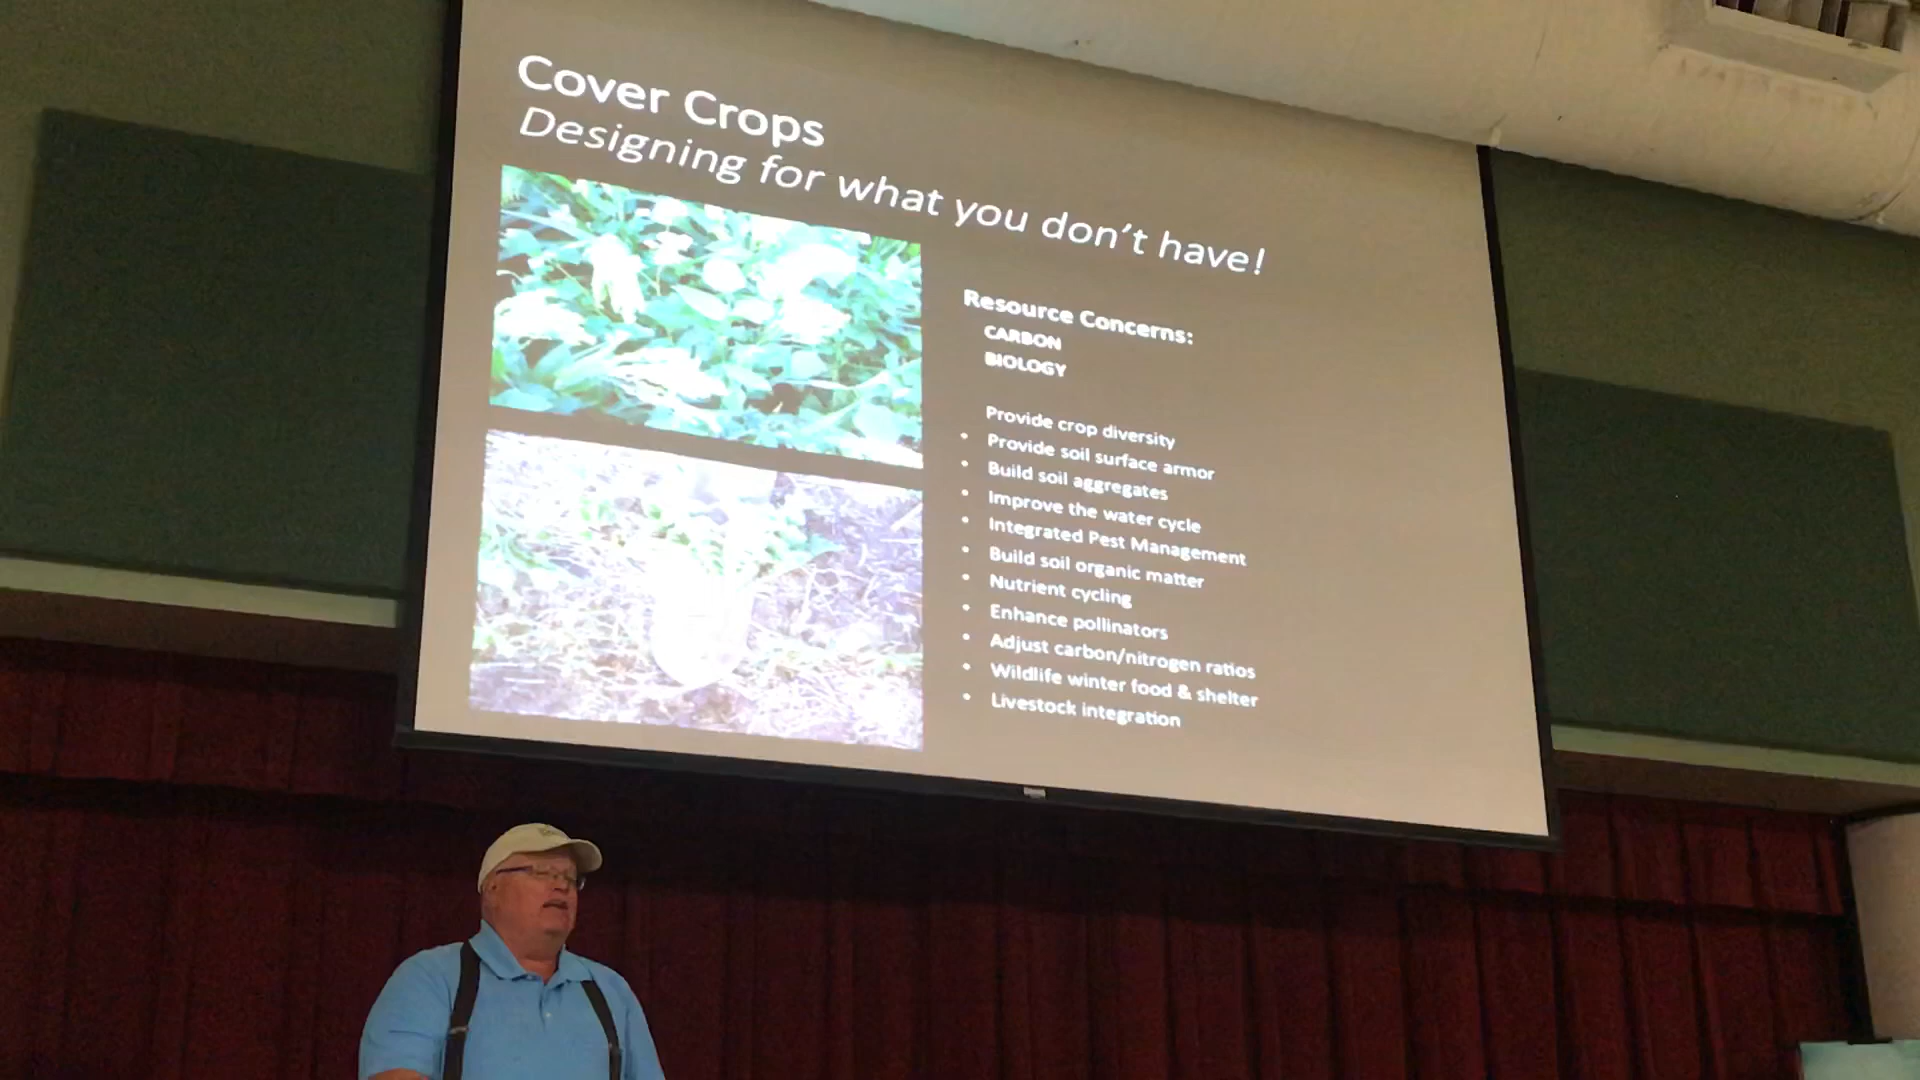 Cover Crops
Designing for what you don't have!
Resource Concerns:
CARBON
BIOLOGY
Provide crop diversity
• Provide soil surface armor
• Build soil aggregates
• Improve the water cycle
• Integrated Pest Management
• Build soil organic matter
• Nutrient cycling
• Enhance pollinators
• Adjust carbon/nitrogen ratios
• Wildlife winter food & shelter
• Livestock integration